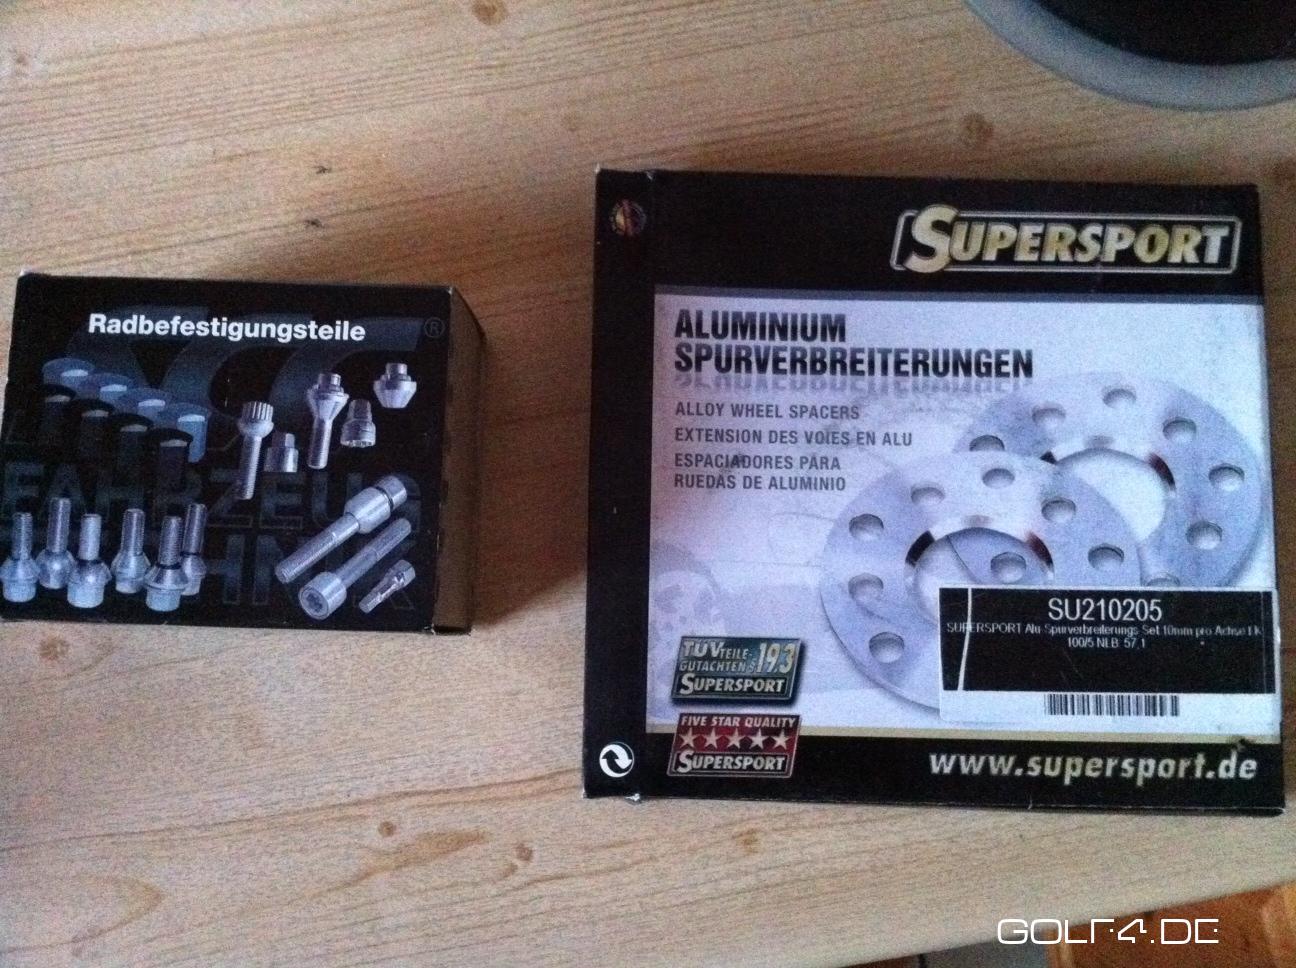 Radbefestigungsteile
®
FAHRZEUG
SUPERSPORT
ALUMINIUM
SPURVERBREITERUNGEN
ALLOY WHEEL SPACERS
EXTENSION DES VOIES EN ALU
ESPACIADORES PARA
RUEDAS DE ALUMINIO
SU210205
SUPERSPORT Alu-Spurverbreiterungs Set 10mm pro Achse LK
100/5 NLB: 57,1
TÜV TEILE-
GUTACHTEN § 19.3
SUPERSPORT
FIVE STAR QUALITY
SUPERSPORT
www.supersport.de
GOLF4.DE